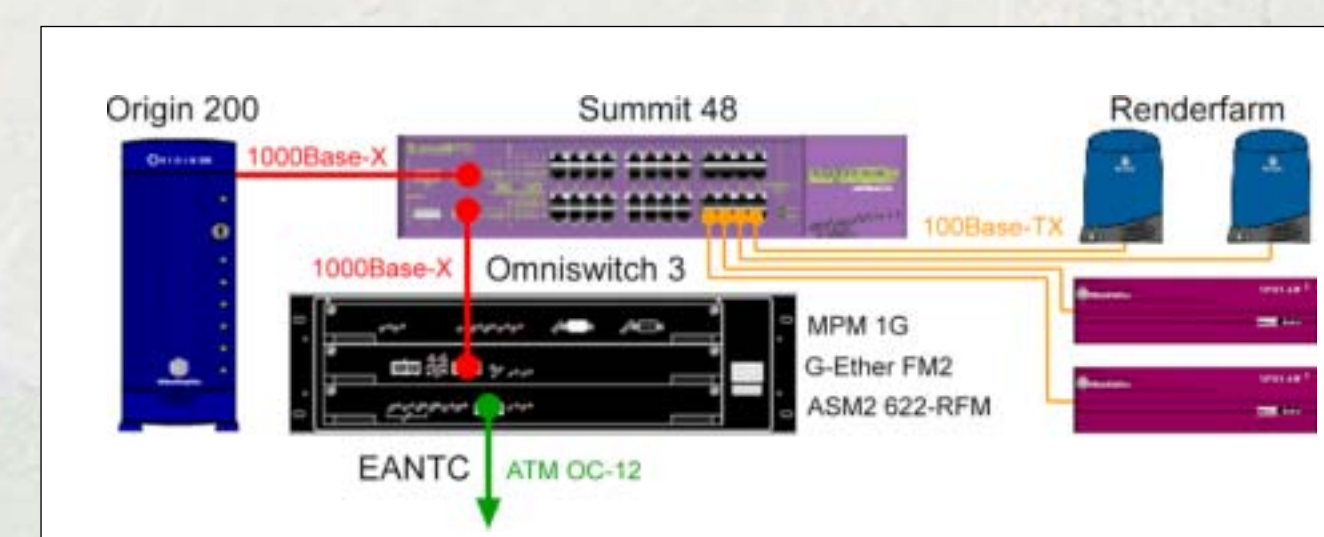 Origin 200
Summit 48
Renderfarm
1000Base-X
100Base-TX
1000Base-X
Omniswitch 3
MPM 1G
G-Ether FM2
ASM2 622-RFM
EANTC
ATM OC-12